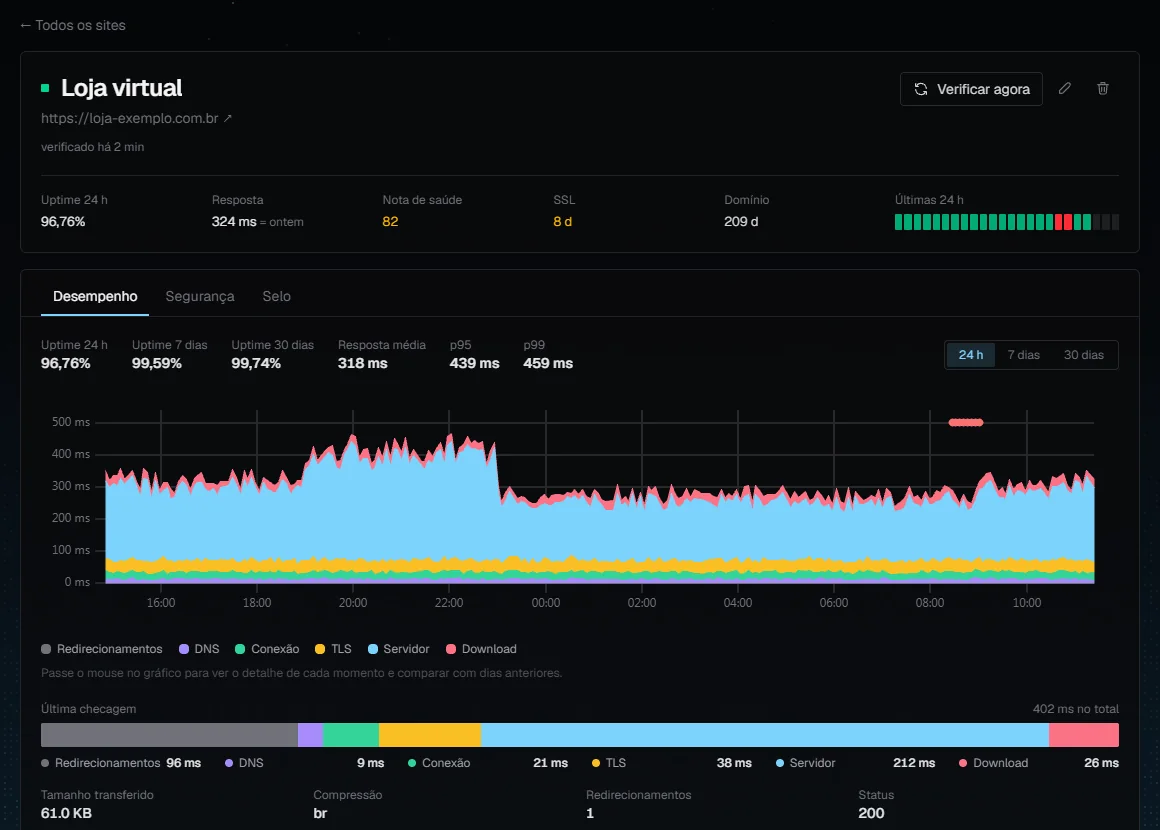 ← Todos os sites
Loja virtual
Verificar agora
https://loja-exemplo.com.br ↗
verificado há 2 min
Uptime 24 h Resposta Nota de saúde SSL Domínio Últimas 24 h
96,76% 324 ms = ontem 82 8 d 209 d
Desempenho Segurança Selo
Uptime 24 h Uptime 7 dias Uptime 30 dias Resposta média p95 p99
96,76% 99,59% 99,74% 318 ms 439 ms 459 ms
24 h 7 dias 30 dias
500 ms
400 ms
300 ms
200 ms
100 ms
0 ms
16:00 18:00 20:00 22:00 00:00 02:00 04:00 06:00 08:00 10:00
Redirecionamentos DNS Conexão TLS Servidor Download
Passe o mouse no gráfico para ver o detalhe de cada momento e comparar com dias anteriores.
Última checagem 402 ms no total
Redirecionamentos 96 ms DNS 9 ms Conexão 21 ms TLS 38 ms Servidor 212 ms Download 26 ms
Tamanho transferido Compressão Redirecionamentos Status
61.0 KB br 1 200